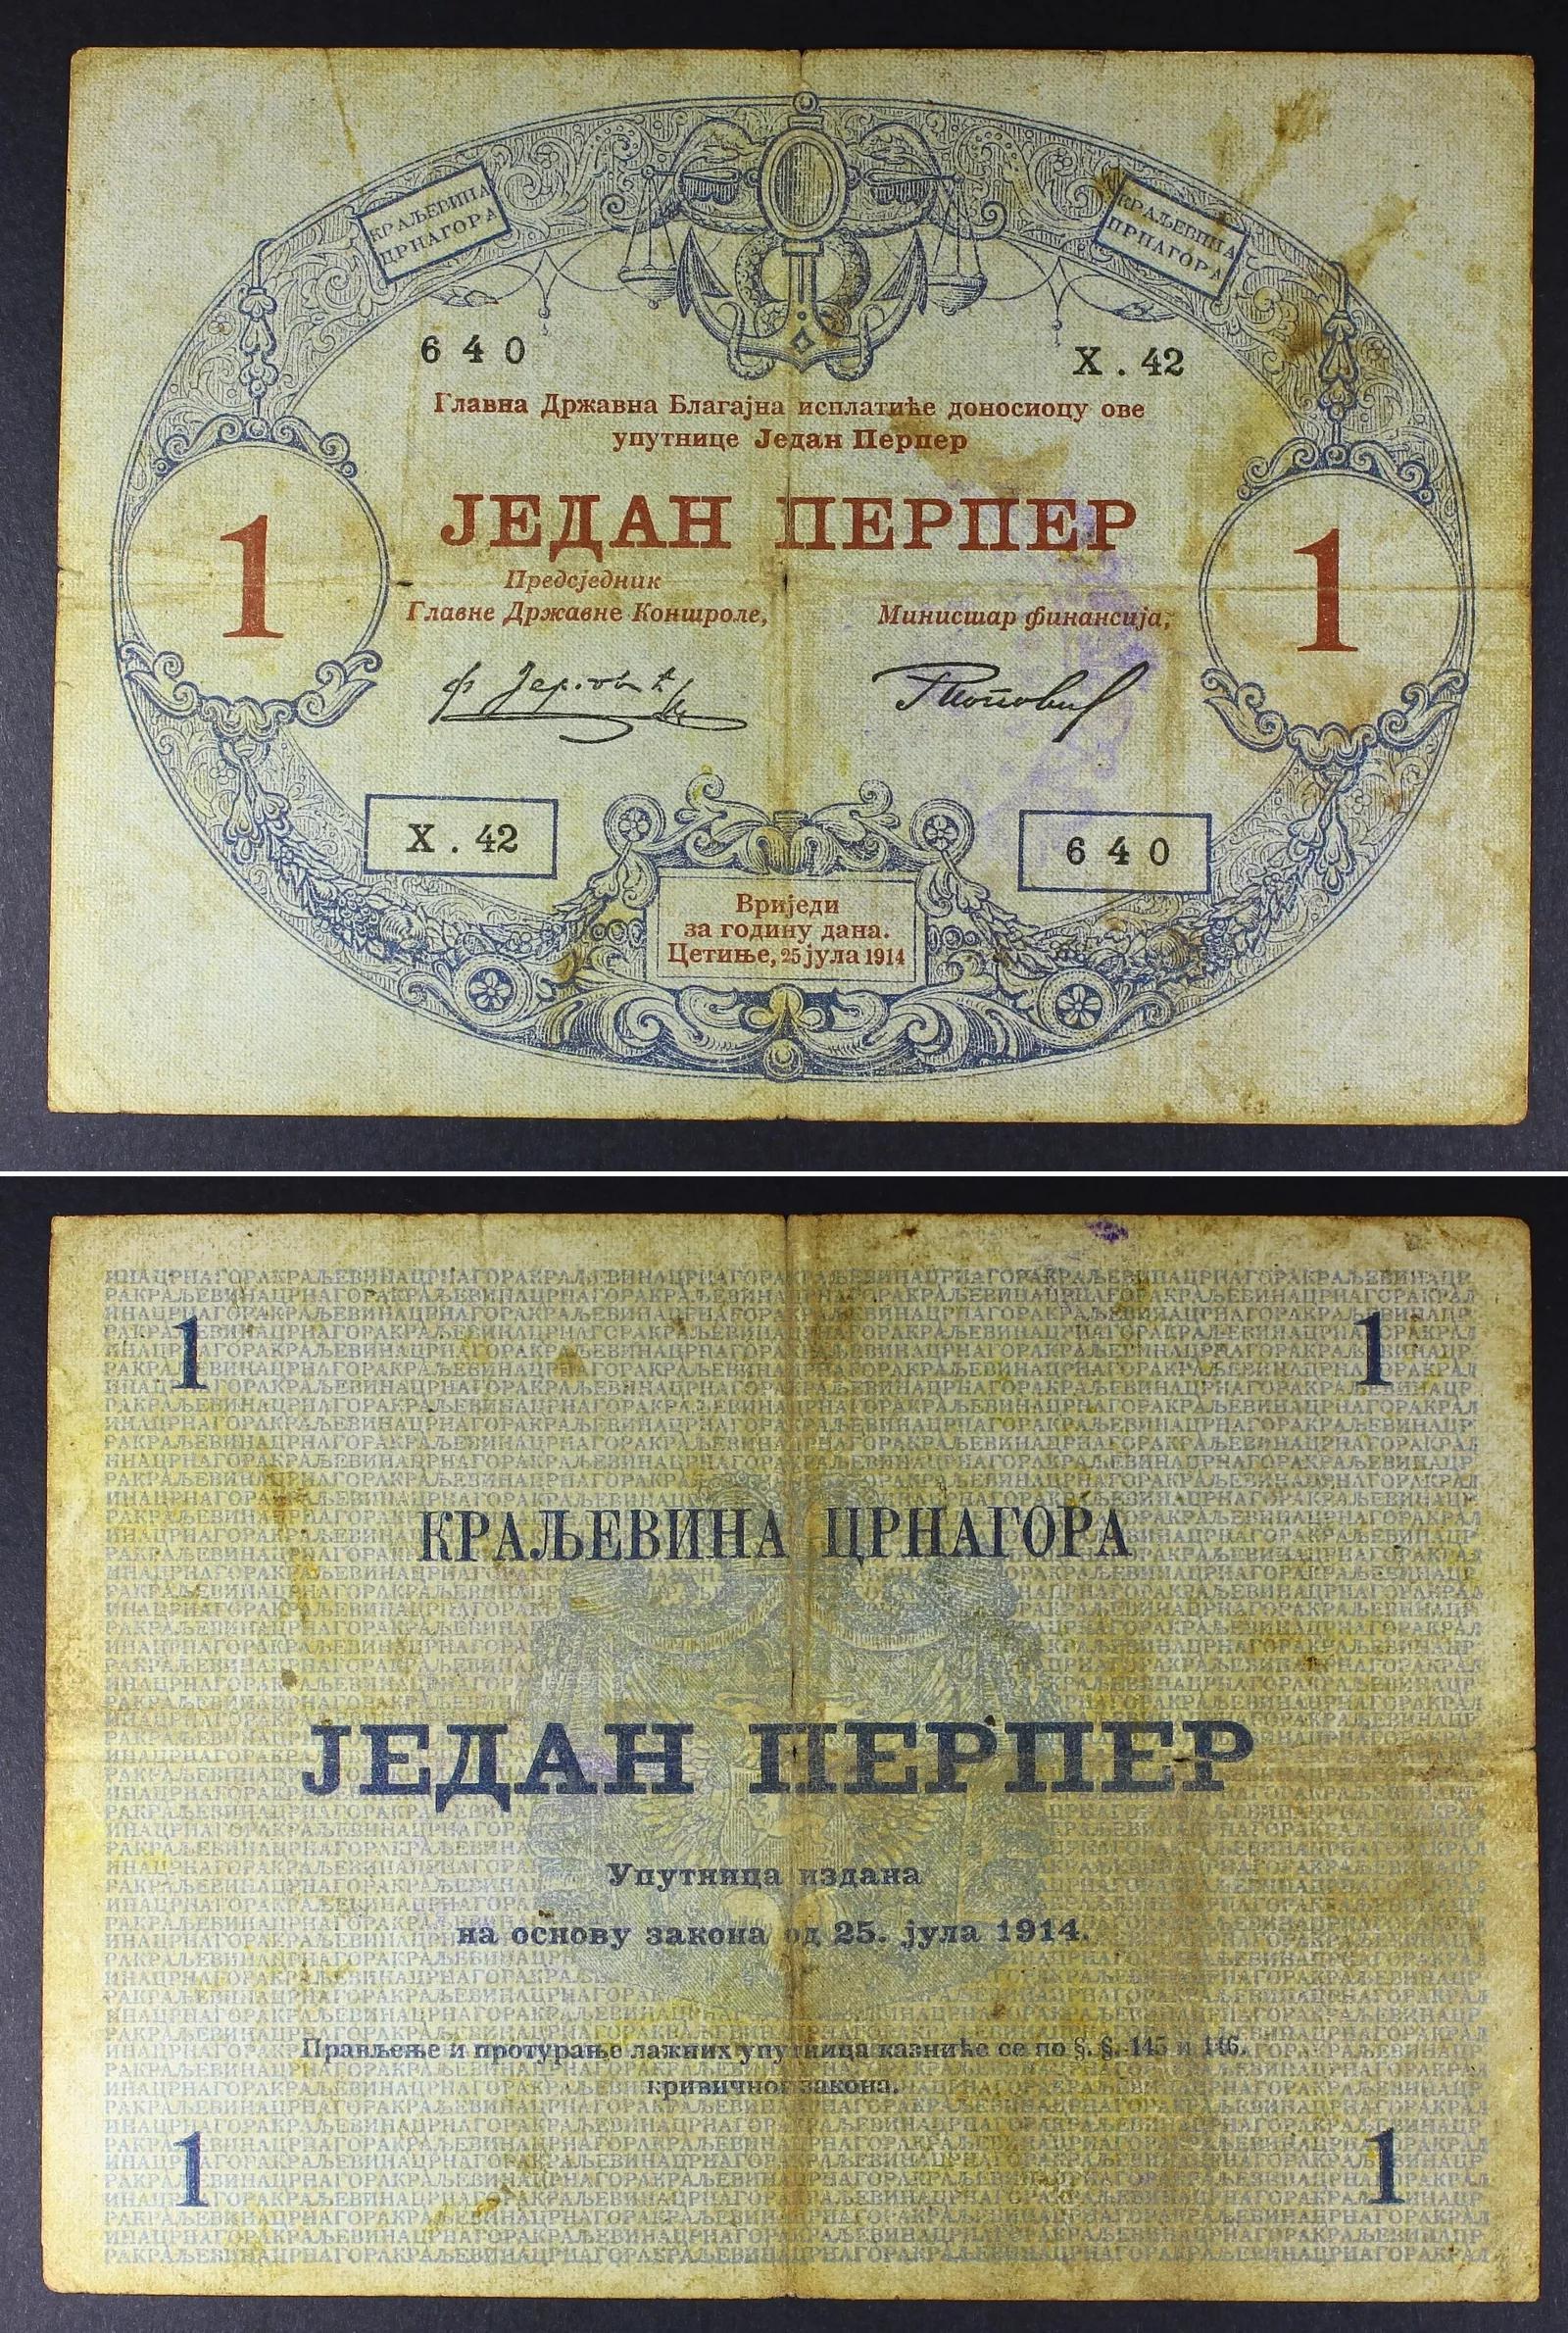 КРАЉЕВИНА
ЦРНАГОРА
КРАЉЕВИНА
ЦРНАГОРА
640
X. 42
Главна Државна Благајна исплатиће доносиоцу ове
упутнице Један Перпер
ЈЕДАН ПЕРПЕР
1
1
Предсједник
Главне Државне Контроле,
Министар финансија,
X. 42
640
Вриједи
за годину дана.
Цетиње, 25 јула 1914
1
1
КРАЉЕВИНА ЦРНАГОРА
ЈЕДАН ПЕРПЕР
Упутница издана
на основу закона од 25. јула 1914.
Прављење и протурање лажних упутница казниће се по §. §. 145 и 146.
кривичног закона.
1
1